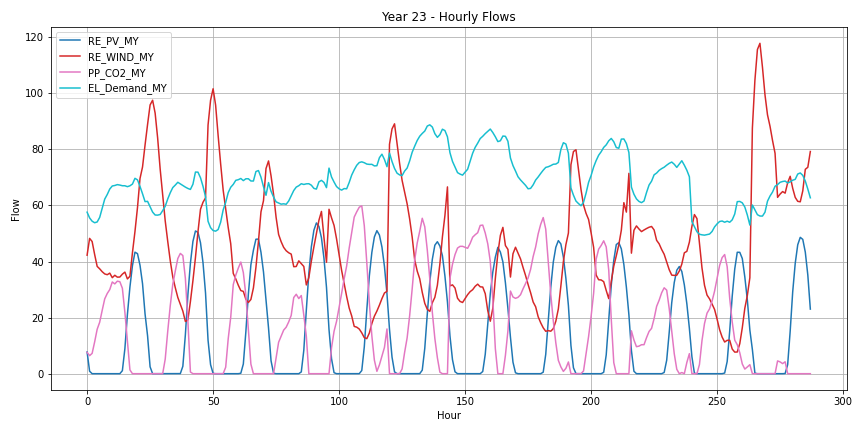 Year 23 - Hourly Flows
RE_PV_MY
RE_WIND_MY
PP_CO2_MY
EL_Demand_MY
Flow
120
100
80
60
40
20
0
0 50 100 150 200 250 300
Hour